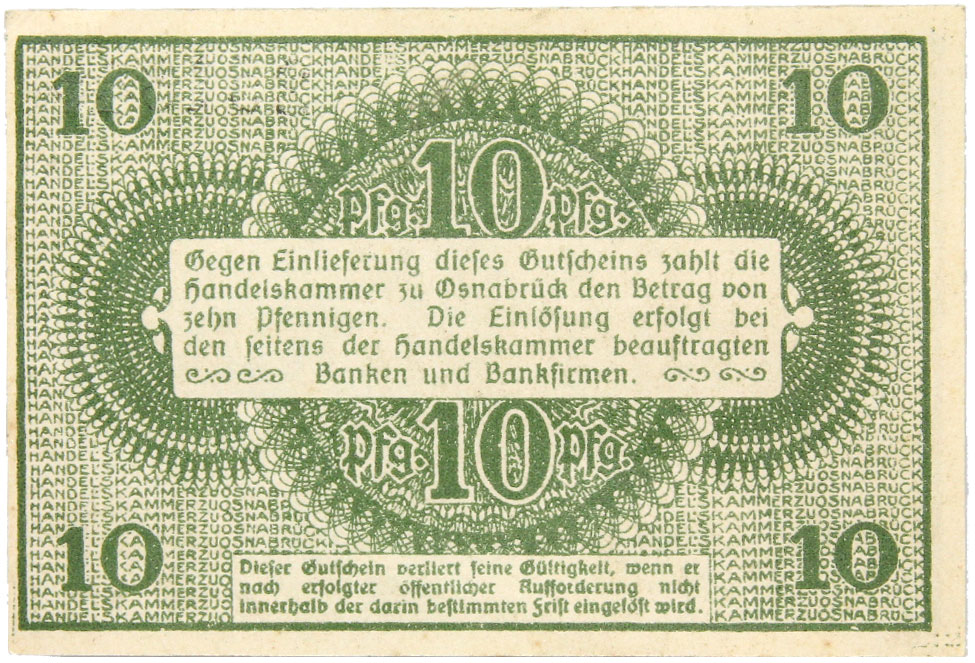 HANDELSKAMMERZUOSNABRÜCKHANDELSKAMMERZUOSNABRÜCKHANDELSKAMMERZUOSNABRÜCK
10 10
Pfg. 10 Pfg.
Gegen Einlieferung dieses Gutscheins zahlt die
Handelskammer zu Osnabrück den Betrag von
zehn Pfennigen. Die Einlösung erfolgt bei
den seitens der Handelskammer beauftragten
Banken und Bankfirmen.
Pfg. 10 Pfg.
10 10
Dieser Gutschein verliert seine Gültigkeit, wenn er
nach erfolgter öffentlicher Aufforderung nicht
innerhalb der darin bestimmten Frist eingelöst wird.